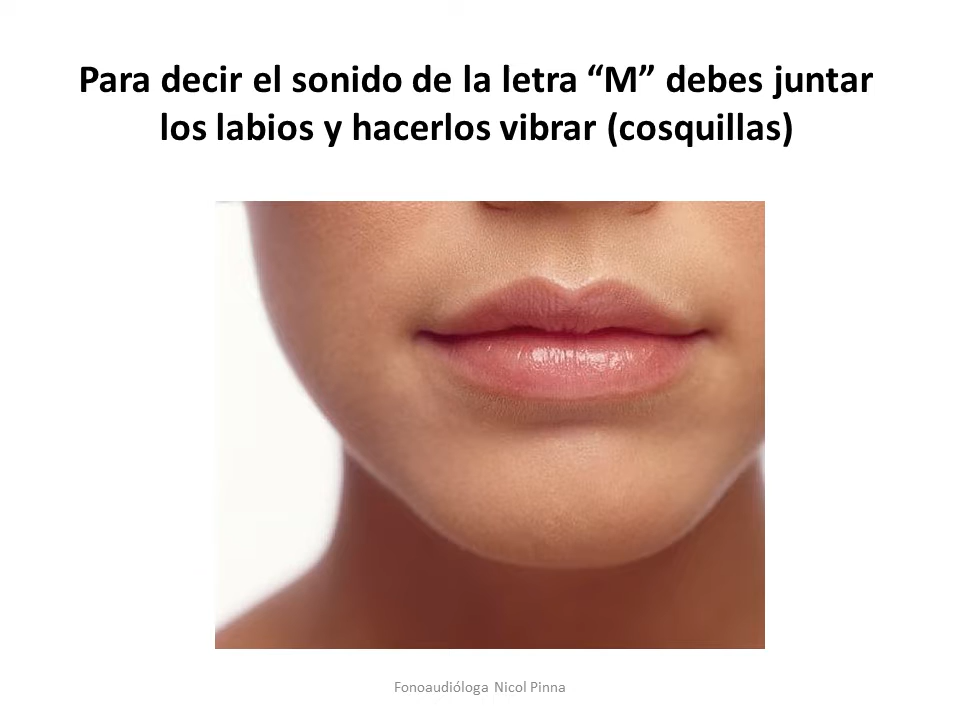 Para decir el sonido de la letra “M” debes juntar
los labios y hacerlos vibrar (cosquillas)
Fonoaudióloga Nicol Pinna